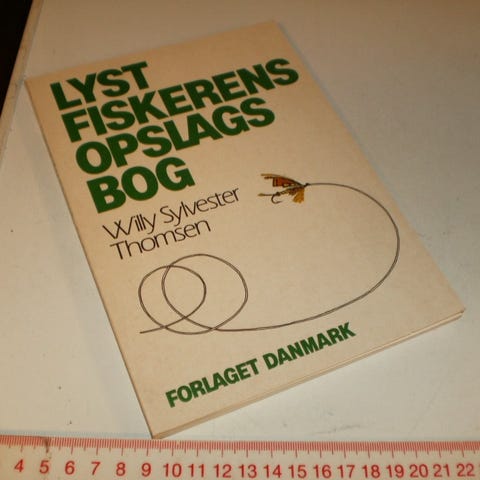 LYST
FISKERENS
OPSLAGS
BOG
Willy Sylvester
Thomsen
FORLAGET DANMARK
4 5 6 7 8 9 10 11 12 13 14 15 16 17 18 19 20 21 22